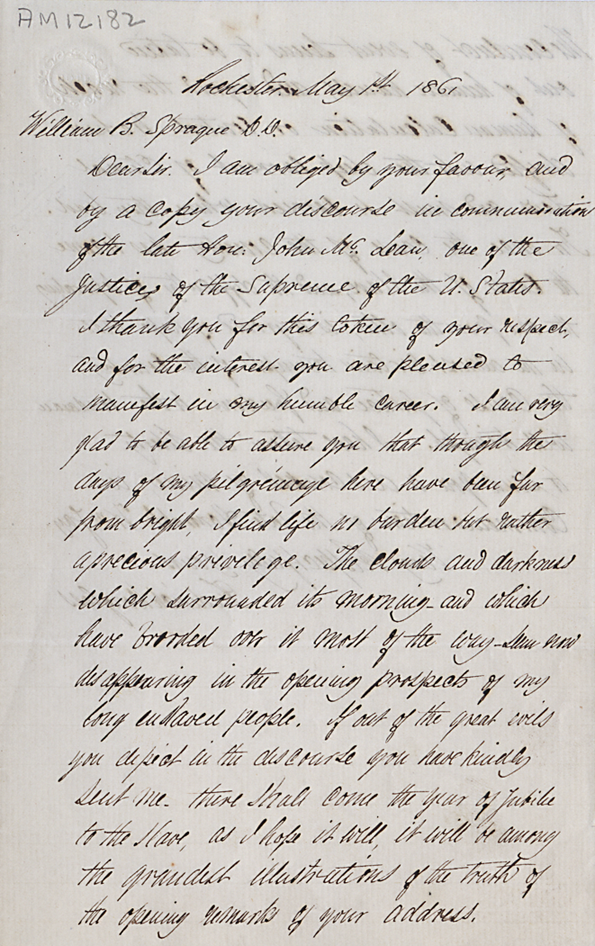 AM12182
Rochester May 1st 1861
William B. Sprague D.D.
Dear Sir. I am obliged by your favour, and
by a copy your discourse in commemoration
of the late Hon: John Mc Lean, one of the
Justices of the Supreme of the U. States.
I thank you for this token of your respect,
and for the interest you are pleased to
manifest in my humble career. I am very
glad to be able to assure you that though the
days of my pilgrimage here have been far
from bright, I find life no burden but rather
a precious privilege. The clouds and darkness
which surrounded its morning - and which
have brooded over it most of the way - seem now
disappearing in the opening prospects of my
long enslaved people. If out of the great evils
you depict in the discourse you have kindly
sent me - there shall come the year of Jubilee
to the slave, as I hope it will, it will be among
the grandest illustrations of the truth of
the opening remarks of your address.